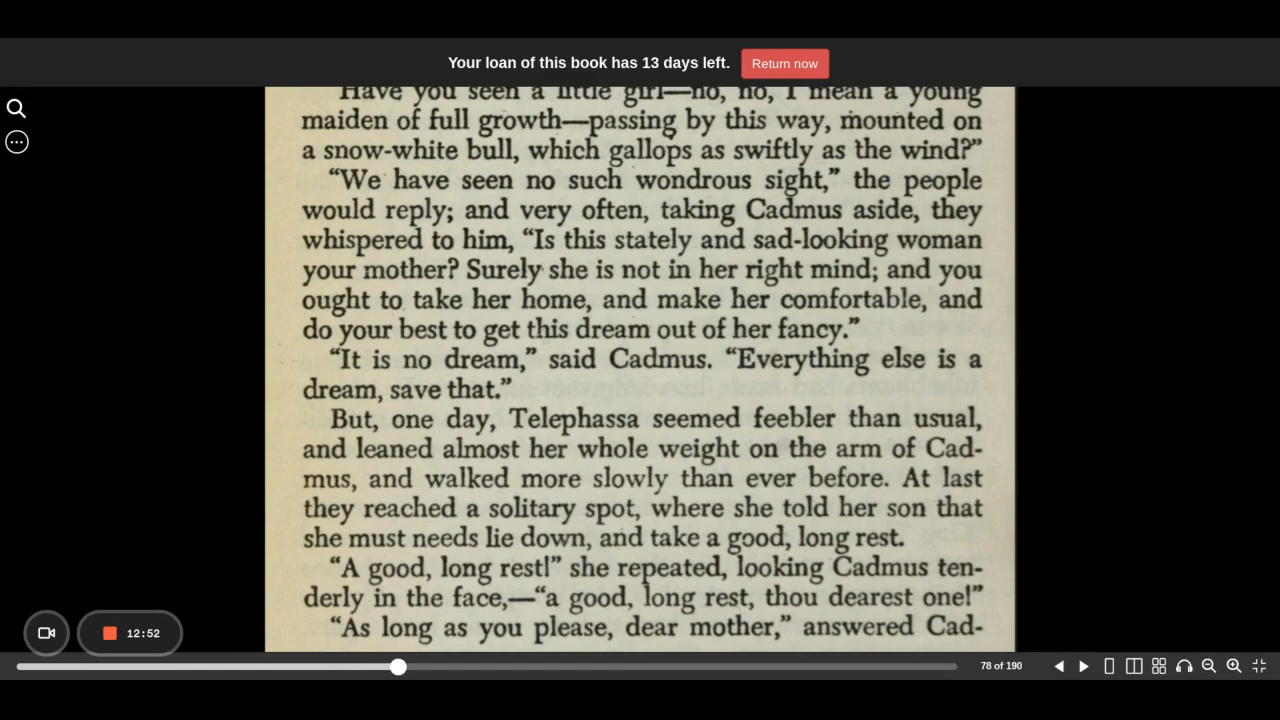 Your loan of this book has 13 days left. Return now
Have you seen a little girl—no, no, I mean a young
maiden of full growth—passing by this way, mounted on
a snow-white bull, which gallops as swiftly as the wind?”
“We have seen no such wondrous sight,” the people
would reply; and very often, taking Cadmus aside, they
whispered to him, “Is this stately and sad-looking woman
your mother? Surely she is not in her right mind; and you
ought to take her home, and make her comfortable, and
do your best to get this dream out of her fancy.”
“It is no dream,” said Cadmus. “Everything else is a
dream, save that.”
But, one day, Telephassa seemed feebler than usual,
and leaned almost her whole weight on the arm of Cad-
mus, and walked more slowly than ever before. At last
they reached a solitary spot, where she told her son that
she must needs lie down, and take a good, long rest.
“A good, long rest!” she repeated, looking Cadmus ten-
derly in the face,—“a good, long rest, thou dearest one!”
“As long as you please, dear mother,” answered Cad-
12:52
78 of 190